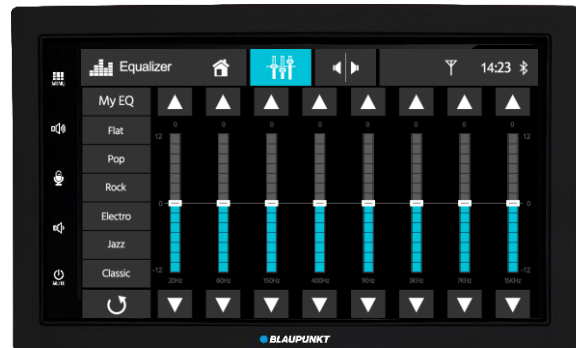 Equalizer
14:23
MENU
My EQ
Flat
Pop
Rock
Electro
Jazz
Classic
0 0 0 0 0 0 0 0
12 12
0 0
-12 -12
20Hz 60Hz 150Hz 400Hz 1KHz 3KHz 7KHz 15KHz
MUTE
BLAUPUNKT